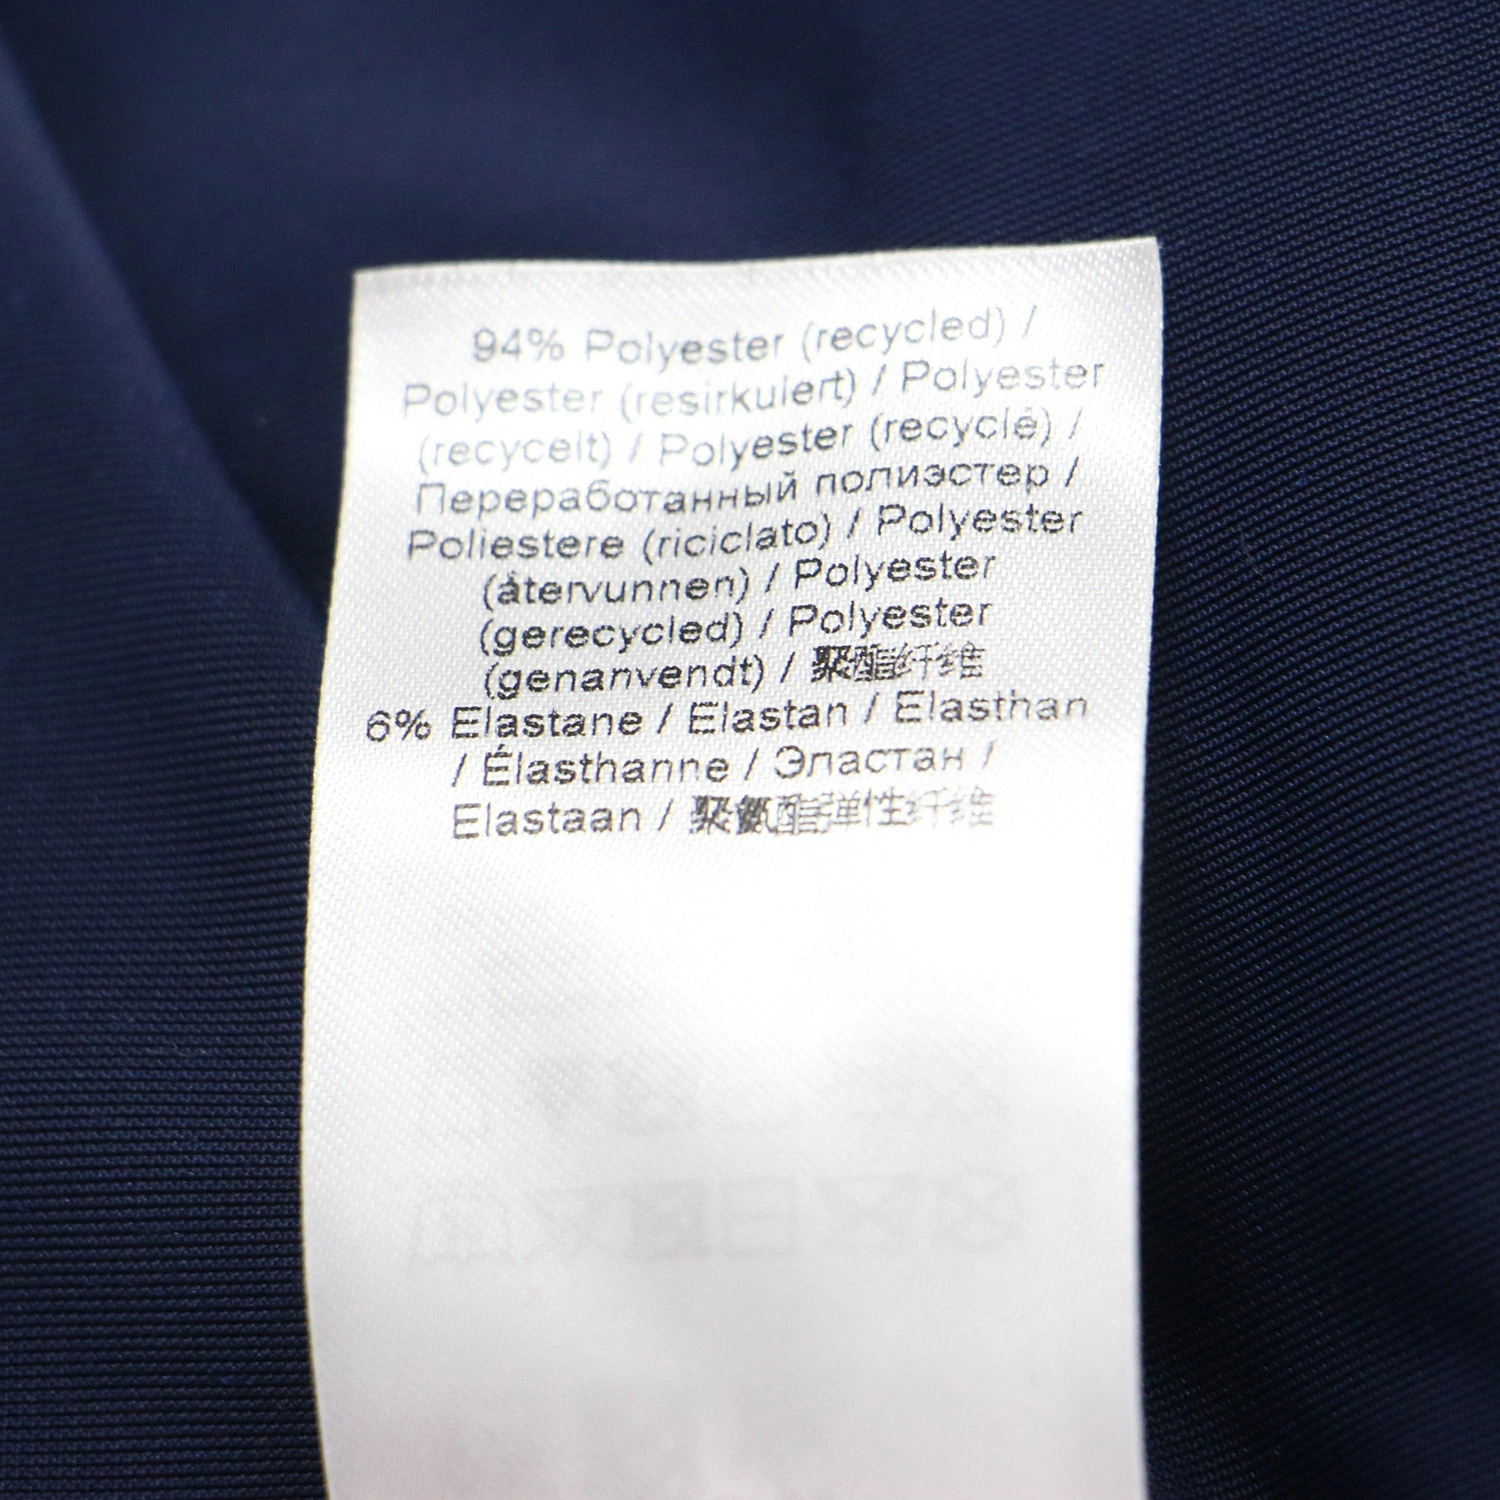 94% Polyester (recycled) /
Polyester (resirkulert) / Polyester
(recycelt) / Polyester (recyclé) /
Переработанный полиэстер /
Poliestere (riciclato) / Polyester
(återvunnen) / Polyester
(gerecycled) / Polyester
(genanvendt) / 聚酯纤维
6% Elastane / Elastan / Elasthan
/ Élasthanne / Эластан /
Elastaan / 聚氨酯弹性纤维